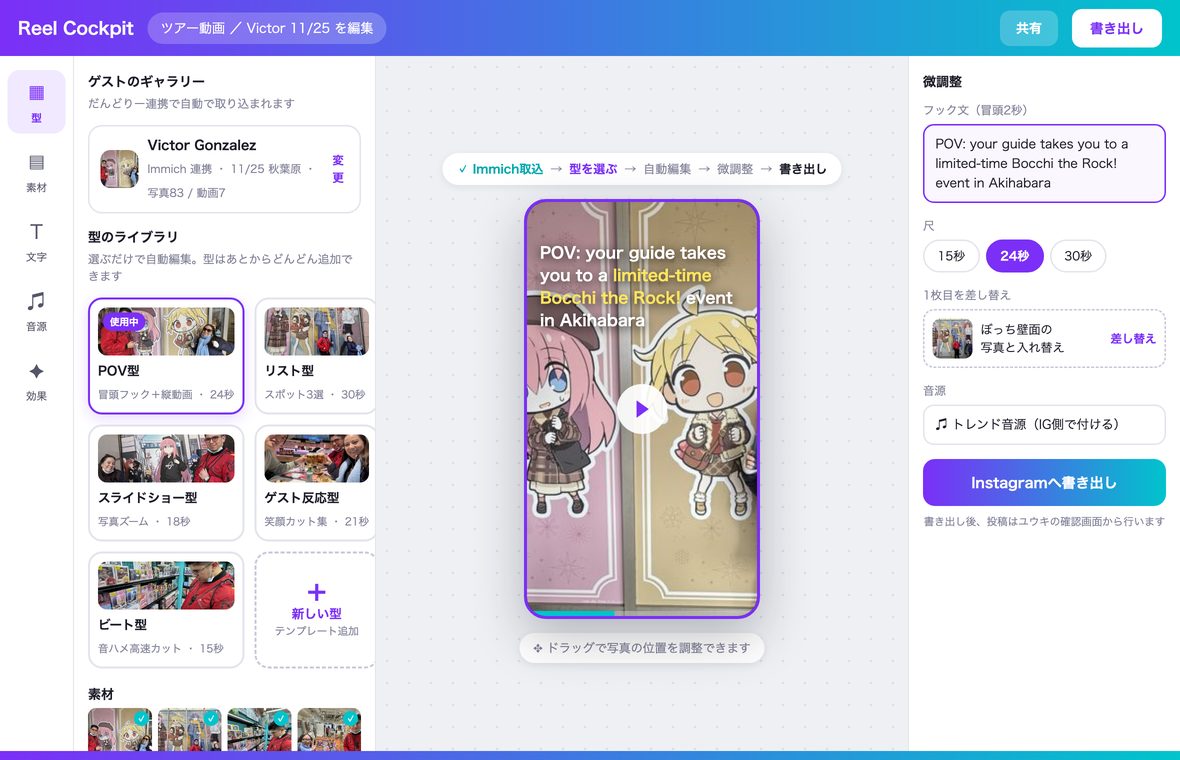 Reel Cockpit
ツアー動画 ／ Victor 11/25 を編集
共有
書き出し
型
素材
文字
音源
効果
ゲストのギャラリー
だんどりー連携で自動で取り込まれます
Victor Gonzalez
Immich 連携 ・ 11/25 秋葉原 ・
写真83 / 動画7
変
更
型のライブラリ
選ぶだけで自動編集。型はあとからどんどん追加で
きます
使用中
POV型
冒頭フック＋縦動画 ・ 24秒
リスト型
スポット3選 ・ 30秒
スライドショー型
写真ズーム ・ 18秒
ゲスト反応型
笑顔カット集 ・ 21秒
ビート型
音ハメ高速カット ・ 15秒
+
新しい型
テンプレート追加
素材
✓ Immich取込 → 型を選ぶ → 自動編集 → 微調整 → 書き出し
POV: your guide takes
you to a limited-time
Bocchi the Rock! event
in Akihabara
✥ ドラッグで写真の位置を調整できます
微調整
フック文（冒頭2秒）
POV: your guide takes you to a
limited-time Bocchi the Rock!
event in Akihabara
尺
15秒
24秒
30秒
1枚目を差し替え
ぼっち壁面の
写真と入れ替え
差し替え
音源
♫ トレンド音源（IG側で付ける）
Instagramへ書き出し
書き出し後、投稿はユウキの確認画面から行います